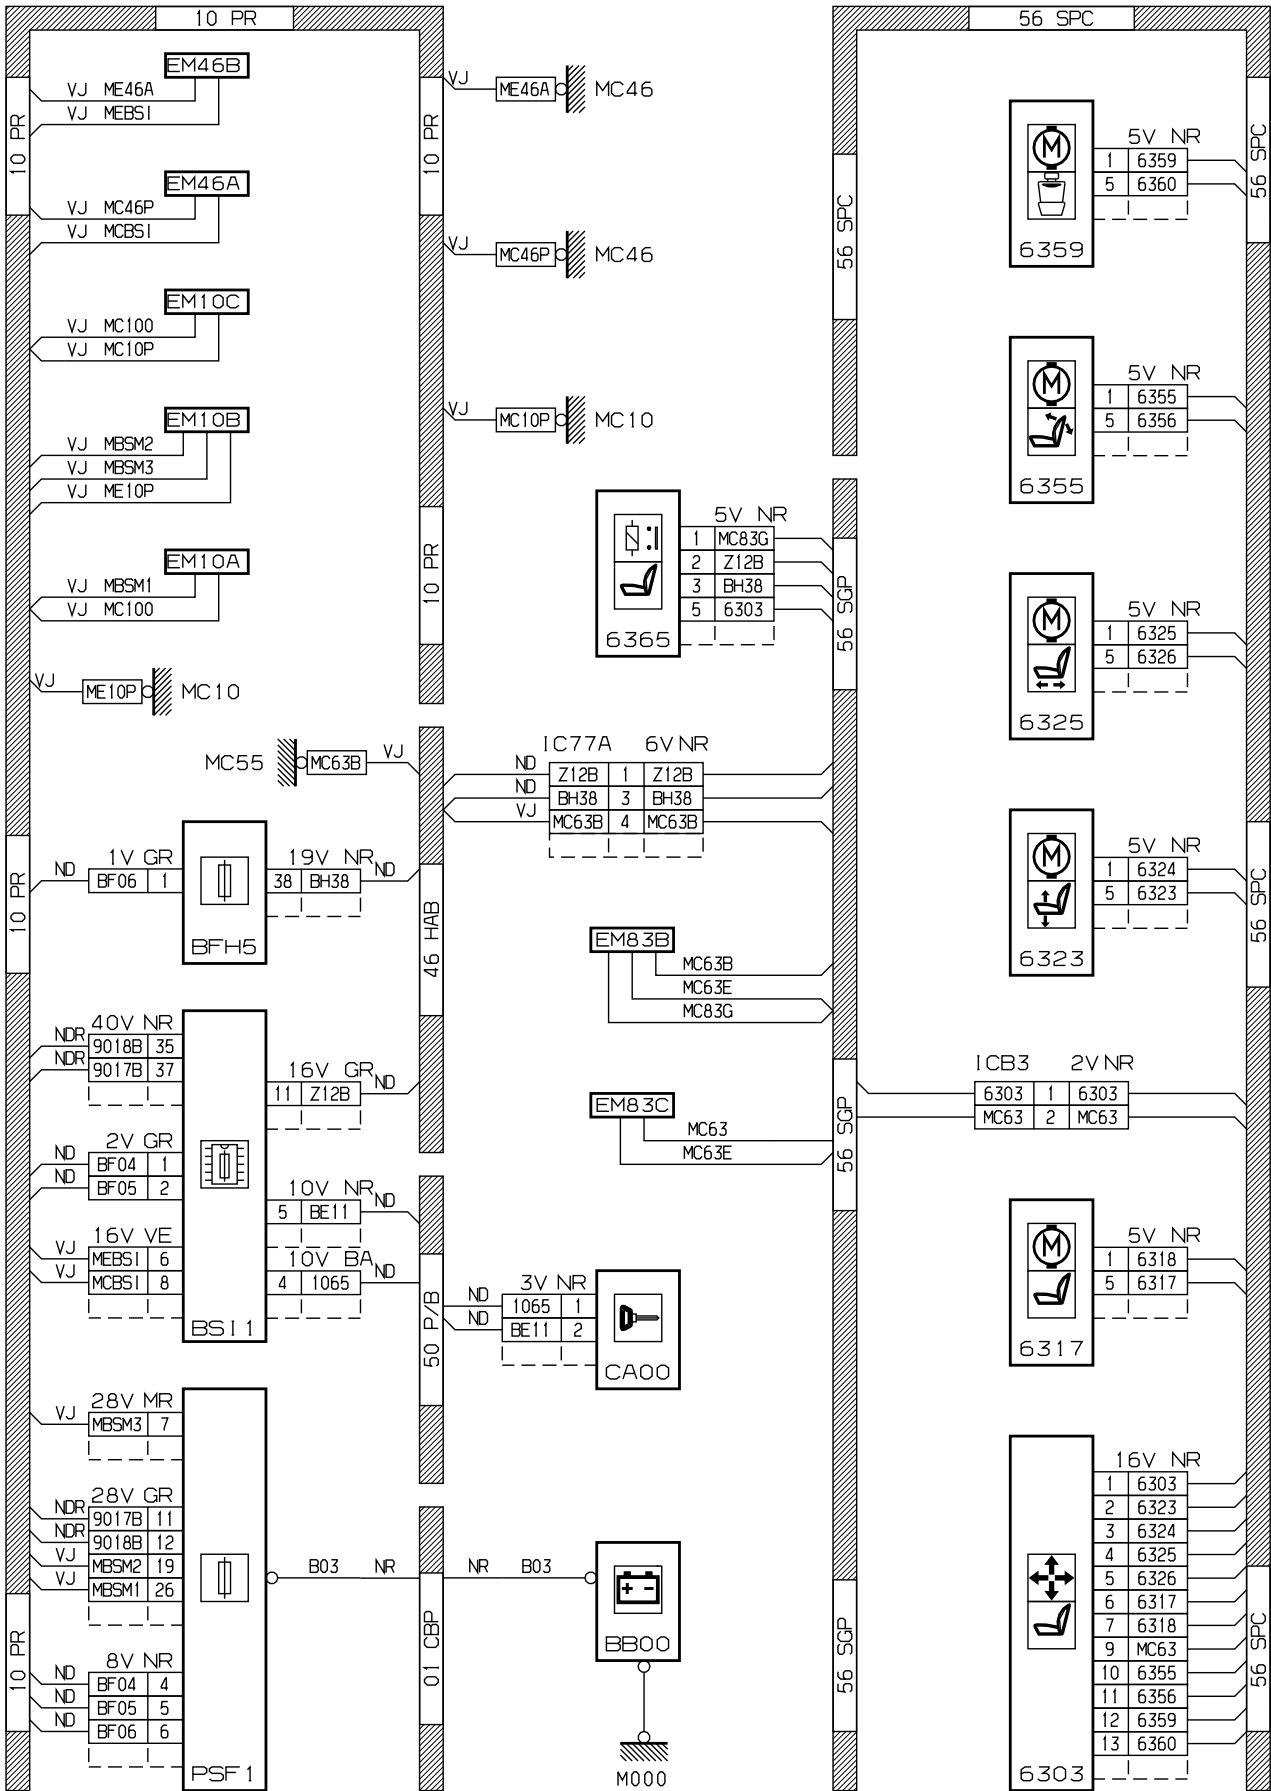 10 PR
56 SPC
10 PR
10 PR
56 SPC
56 SPC
EM46B
VJ ME46A
VJ MEBSI
VJ ME46A MC46
EM46A
VJ MC46P
VJ MCBSI
VJ MC46P MC46
EM10C
VJ MC100
VJ MC10P
EM10B
VJ MBSM2
VJ MBSM3
VJ ME10P
VJ MC10P MC10
EM10A
VJ MBSM1
VJ MC100
10 PR
VJ ME10P MC10
5V NR
1 MC83G
2 Z12B
3 BH38
5 6303
6365
56 SGP
5V NR
1 6359
5 6360
6359
5V NR
1 6355
5 6356
6355
5V NR
1 6325
5 6326
6325
5V NR
1 6324
5 6323
6323
56 SPC
MC55 MC63B VJ
IC77A 6V NR
ND Z12B 1 Z12B
ND BH38 3 BH38
VJ MC63B 4 MC63B
10 PR
1V GR
ND BF06 1
19V NR
38 BH38 ND
BFH5
46 HAB
EM83B
MC63B
MC63E
MC83G
EM83C
MC63
MC63E
56 SGP
ICB3 2V NR
6303 1 6303
MC63 2 MC63
40V NR
NDR 9018B 35
NDR 9017B 37
16V GR
11 Z12B ND
2V GR
ND BF04 1
ND BF05 2
10V NR
5 BE11 ND
16V VE
VJ MEBSI 6
VJ MCBSI 8
10V BA
4 1065 ND
BSI1
50 P/B
3V NR
ND 1065 1
ND BE11 2
CA00
5V NR
1 6318
5 6317
6317
28V MR
VJ MBSM3 7
28V GR
NDR 9017B 11
NDR 9018B 12
VJ MBSM2 19
VJ MBSM1 26
8V NR
ND BF04 4
ND BF05 5
ND BF06 6
PSF1
10 PR
B03 NR
NR B03
01 CBP
BB00
M000
56 SGP
16V NR
1 6303
2 6323
3 6324
4 6325
5 6326
6 6317
7 6318
9 MC63
10 6355
11 6356
12 6359
13 6360
6303
56 SPC